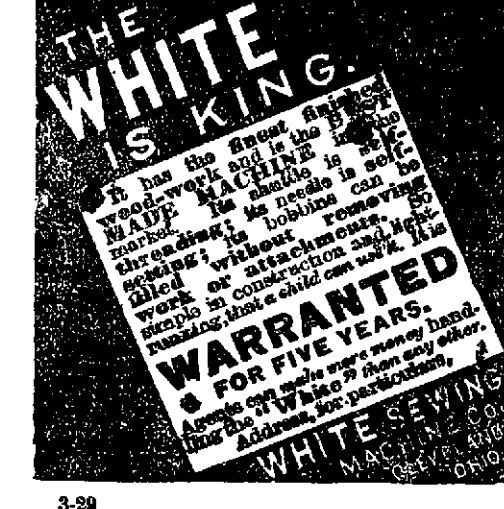 THE
WHITE
IS KING.
It has the finest finished
wood-work and is the BEST
MADE MACHINE in the
market. Its shuttle is self-
threading; its needle is self-
setting; its bobbins can be
filled without removing
work or attachments. So
simple in construction and light-
running, that a child can use it. It is
WARRANTED
FOR FIVE YEARS.
Agents can make more money hand-
ling the "White" than any other.
Address, for particulars,
WHITE SEWING
MACHINE CO.
CLEVELAND
OHIO.
3-29